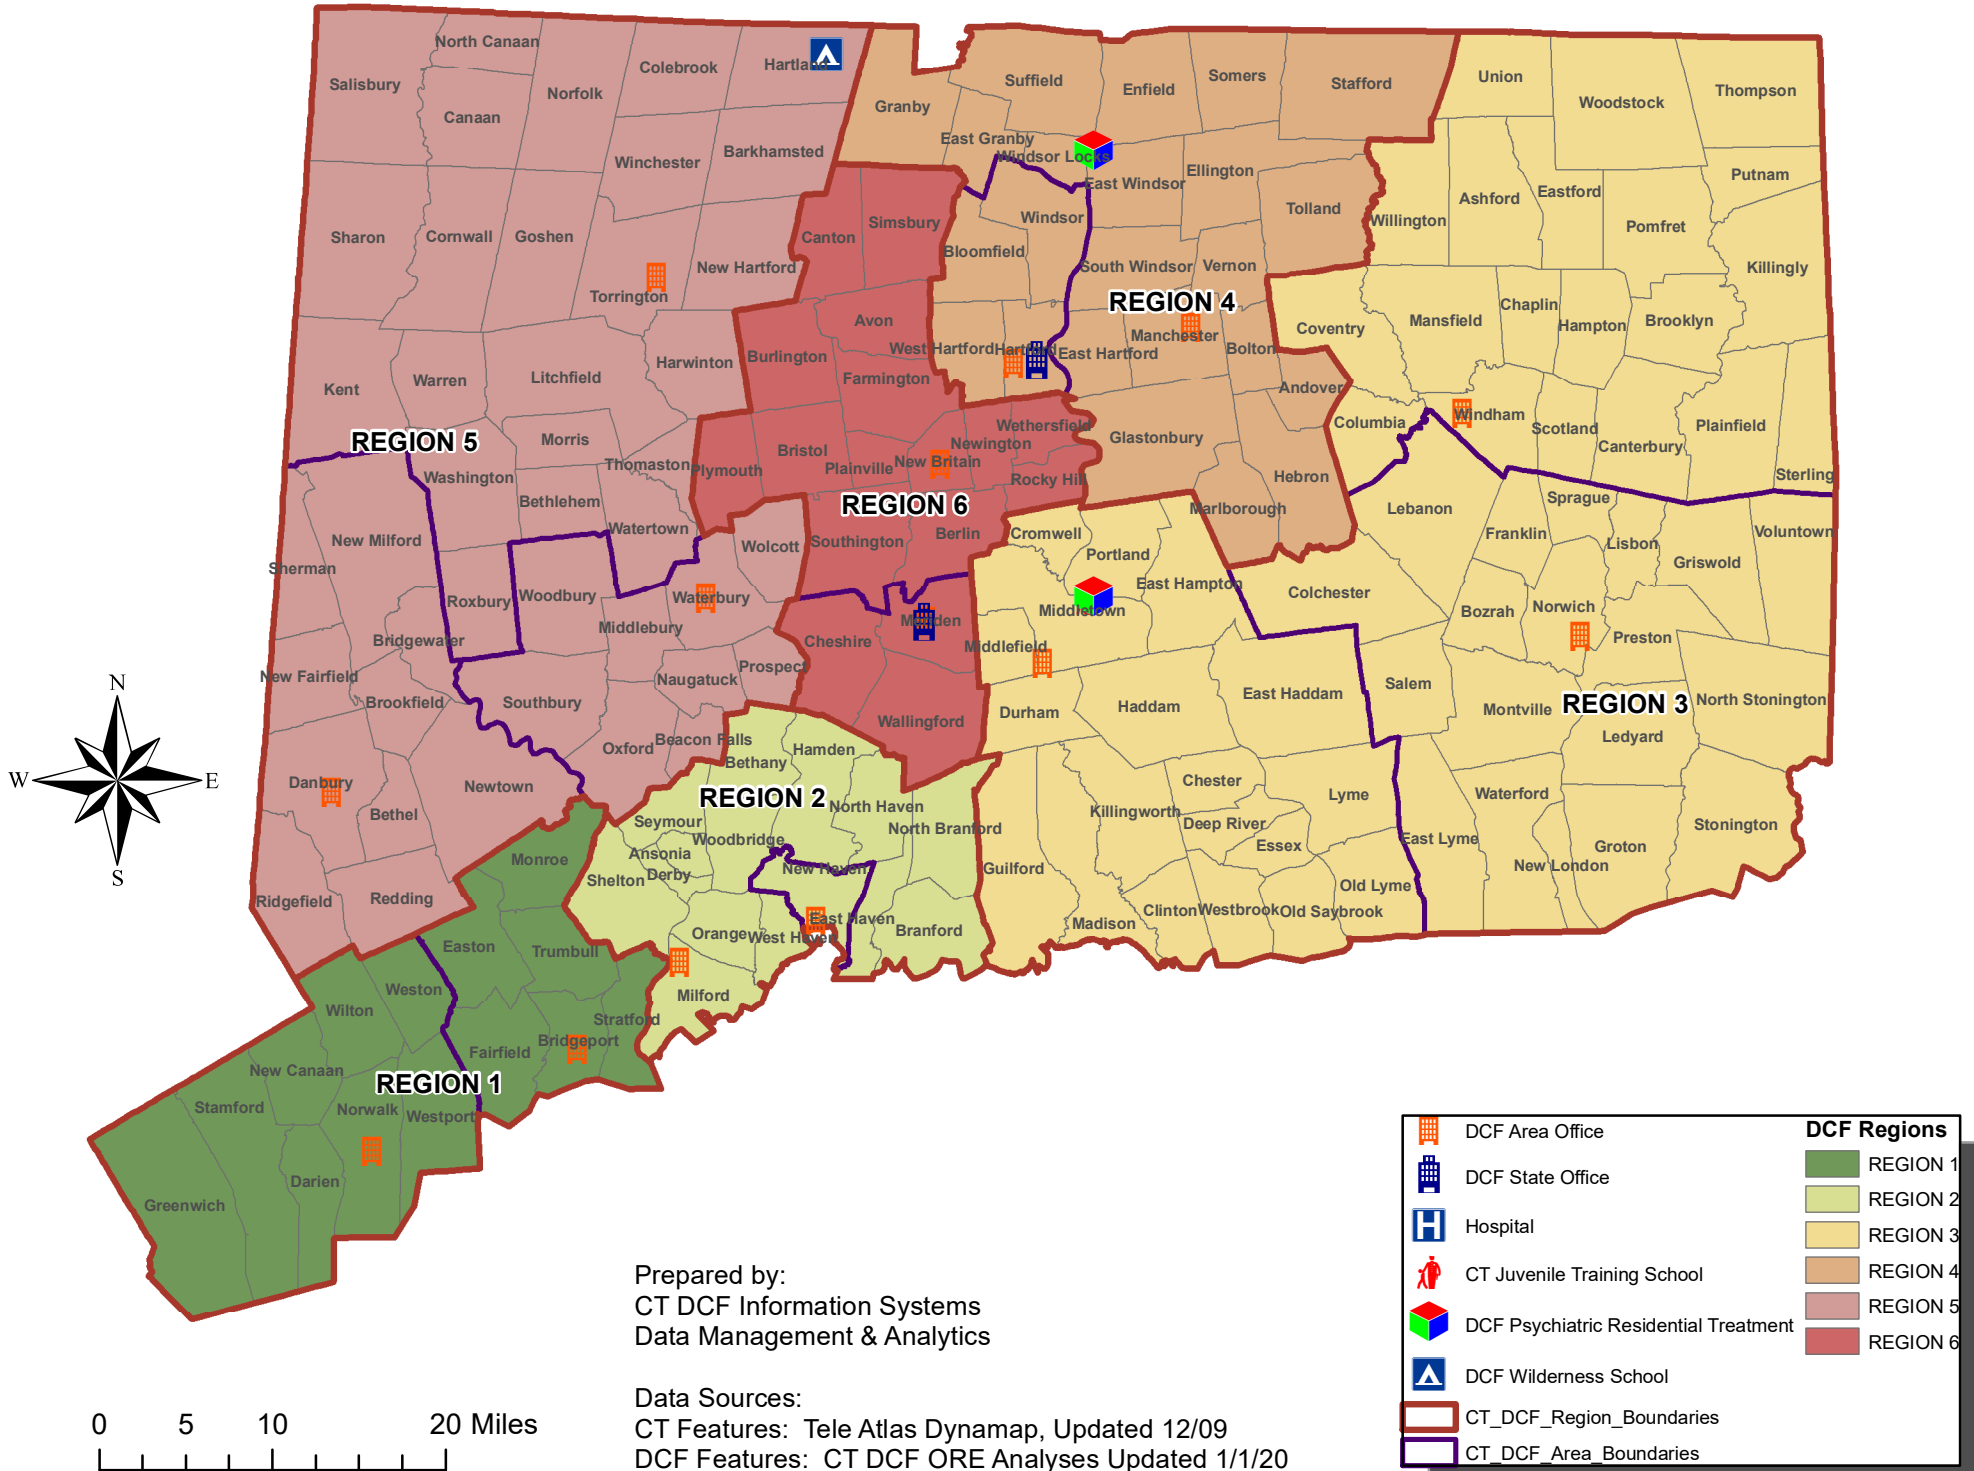 North Canaan
Salisbury
Canaan
Norfolk
Colebrook
Hartland
Winchester
Barkhamsted
Sharon
Cornwall
Goshen
Torrington
New Hartford
Kent
Warren
Litchfield
Harwinton
REGION 5
Morris
Washington
Thomaston
Bethlehem
Watertown
New Milford
Sherman
Roxbury
Woodbury
Waterbury
Wolcott
Middlebury
Bridgewater
New Fairfield
Brookfield
Southbury
Naugatuck
Prospect
Oxford
Beacon Falls
Danbury
Bethel
Newtown
Ridgefield
Redding
Granby
Suffield
Enfield
Somers
Stafford
East Granby
Windsor Locks
East Windsor
Ellington
Tolland
Windsor
Bloomfield
South Windsor
Vernon
REGION 4
Manchester
West Hartford
Hartford
East Hartford
Bolton
Andover
Glastonbury
Hebron
Marlborough
Canton
Simsbury
Avon
Burlington
Farmington
Bristol
Plymouth
Plainville
New Britain
Newington
Wethersfield
Rocky Hill
REGION 6
Southington
Berlin
Cheshire
Meriden
Wallingford
Union
Woodstock
Thompson
Putnam
Ashford
Eastford
Willington
Pomfret
Killingly
Coventry
Mansfield
Chaplin
Hampton
Brooklyn
Columbia
Windham
Scotland
Canterbury
Plainfield
Sterling
Lebanon
Sprague
Franklin
Lisbon
Griswold
Voluntown
Colchester
Bozrah
Norwich
Preston
Cromwell
Portland
East Hampton
Middletown
Middlefield
Durham
Haddam
East Haddam
Salem
Montville
REGION 3
Ledyard
North Stonington
Chester
Killingworth
Deep River
Essex
Lyme
Waterford
East Lyme
New London
Groton
Stonington
Guilford
Madison
Clinton
Westbrook
Old Saybrook
Old Lyme
Hamden
Bethany
REGION 2
Seymour
Woodbridge
North Haven
North Branford
Ansonia
Derby
Shelton
New Haven
East Haven
Orange
West Haven
Branford
Milford
Monroe
Easton
Trumbull
Weston
Wilton
Stratford
Bridgeport
Fairfield
New Canaan
REGION 1
Stamford
Norwalk
Westport
Darien
Greenwich
N
W
E
S
Prepared by:
CT DCF Information Systems
Data Management & Analytics
Data Sources:
CT Features: Tele Atlas Dynamap, Updated 12/09
DCF Features: CT DCF ORE Analyses Updated 1/1/20
0 5 10 20 Miles
DCF Area Office
DCF State Office
H Hospital
CT Juvenile Training School
DCF Psychiatric Residential Treatment
DCF Wilderness School
CT_DCF_Region_Boundaries
CT_DCF_Area_Boundaries
DCF Regions
REGION 1
REGION 2
REGION 3
REGION 4
REGION 5
REGION 6